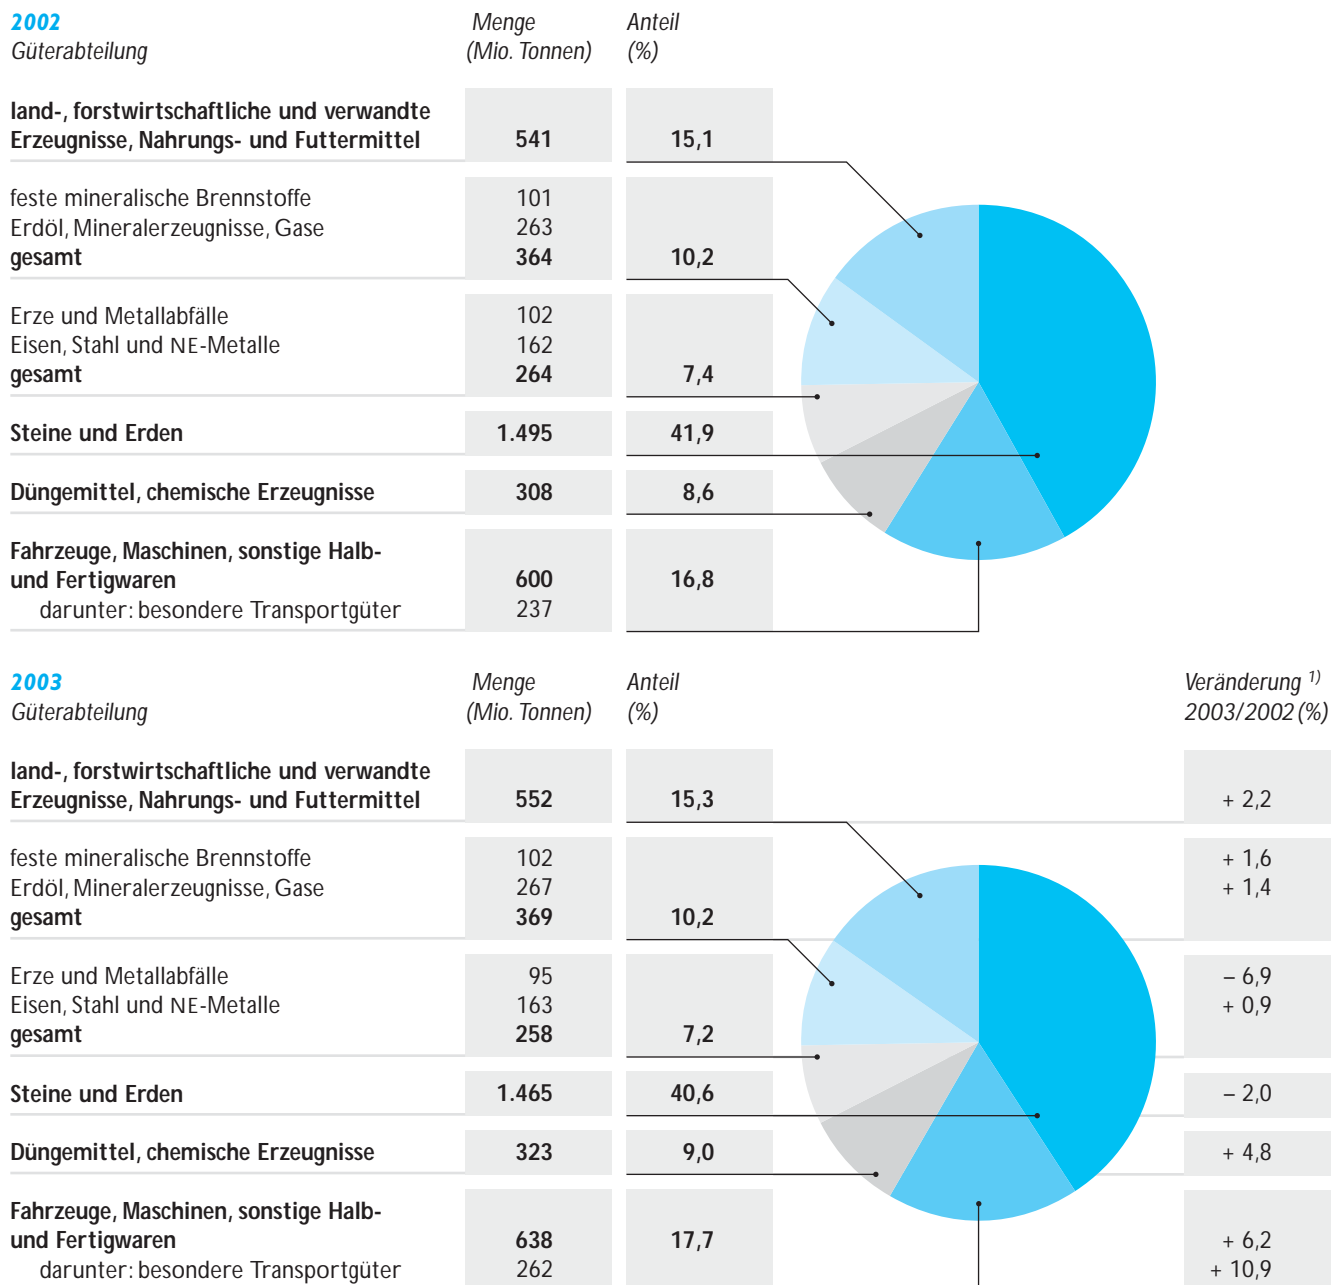 2002 Menge Anteil
Güterabteilung (Mio. Tonnen) (%)
land-, forstwirtschaftliche und verwandte
Erzeugnisse, Nahrungs- und Futtermittel 541 15,1
feste mineralische Brennstoffe 101
Erdöl, Mineralerzeugnisse, Gase 263
gesamt 364 10,2
Erze und Metallabfälle 102
Eisen, Stahl und NE-Metalle 162
gesamt 264 7,4
Steine und Erden 1.495 41,9
Düngemittel, chemische Erzeugnisse 308 8,6
Fahrzeuge, Maschinen, sonstige Halb-
und Fertigwaren 600 16,8
darunter: besondere Transportgüter 237
2003 Menge Anteil Veränderung 1)
Güterabteilung (Mio. Tonnen) (%) 2003/2002 (%)
land-, forstwirtschaftliche und verwandte
Erzeugnisse, Nahrungs- und Futtermittel 552 15,3 + 2,2
feste mineralische Brennstoffe 102 + 1,6
Erdöl, Mineralerzeugnisse, Gase 267 + 1,4
gesamt 369 10,2
Erze und Metallabfälle 95 – 6,9
Eisen, Stahl und NE-Metalle 163 + 0,9
gesamt 258 7,2
Steine und Erden 1.465 40,6 – 2,0
Düngemittel, chemische Erzeugnisse 323 9,0 + 4,8
Fahrzeuge, Maschinen, sonstige Halb-
und Fertigwaren 638 17,7 + 6,2
darunter: besondere Transportgüter 262 + 10,9